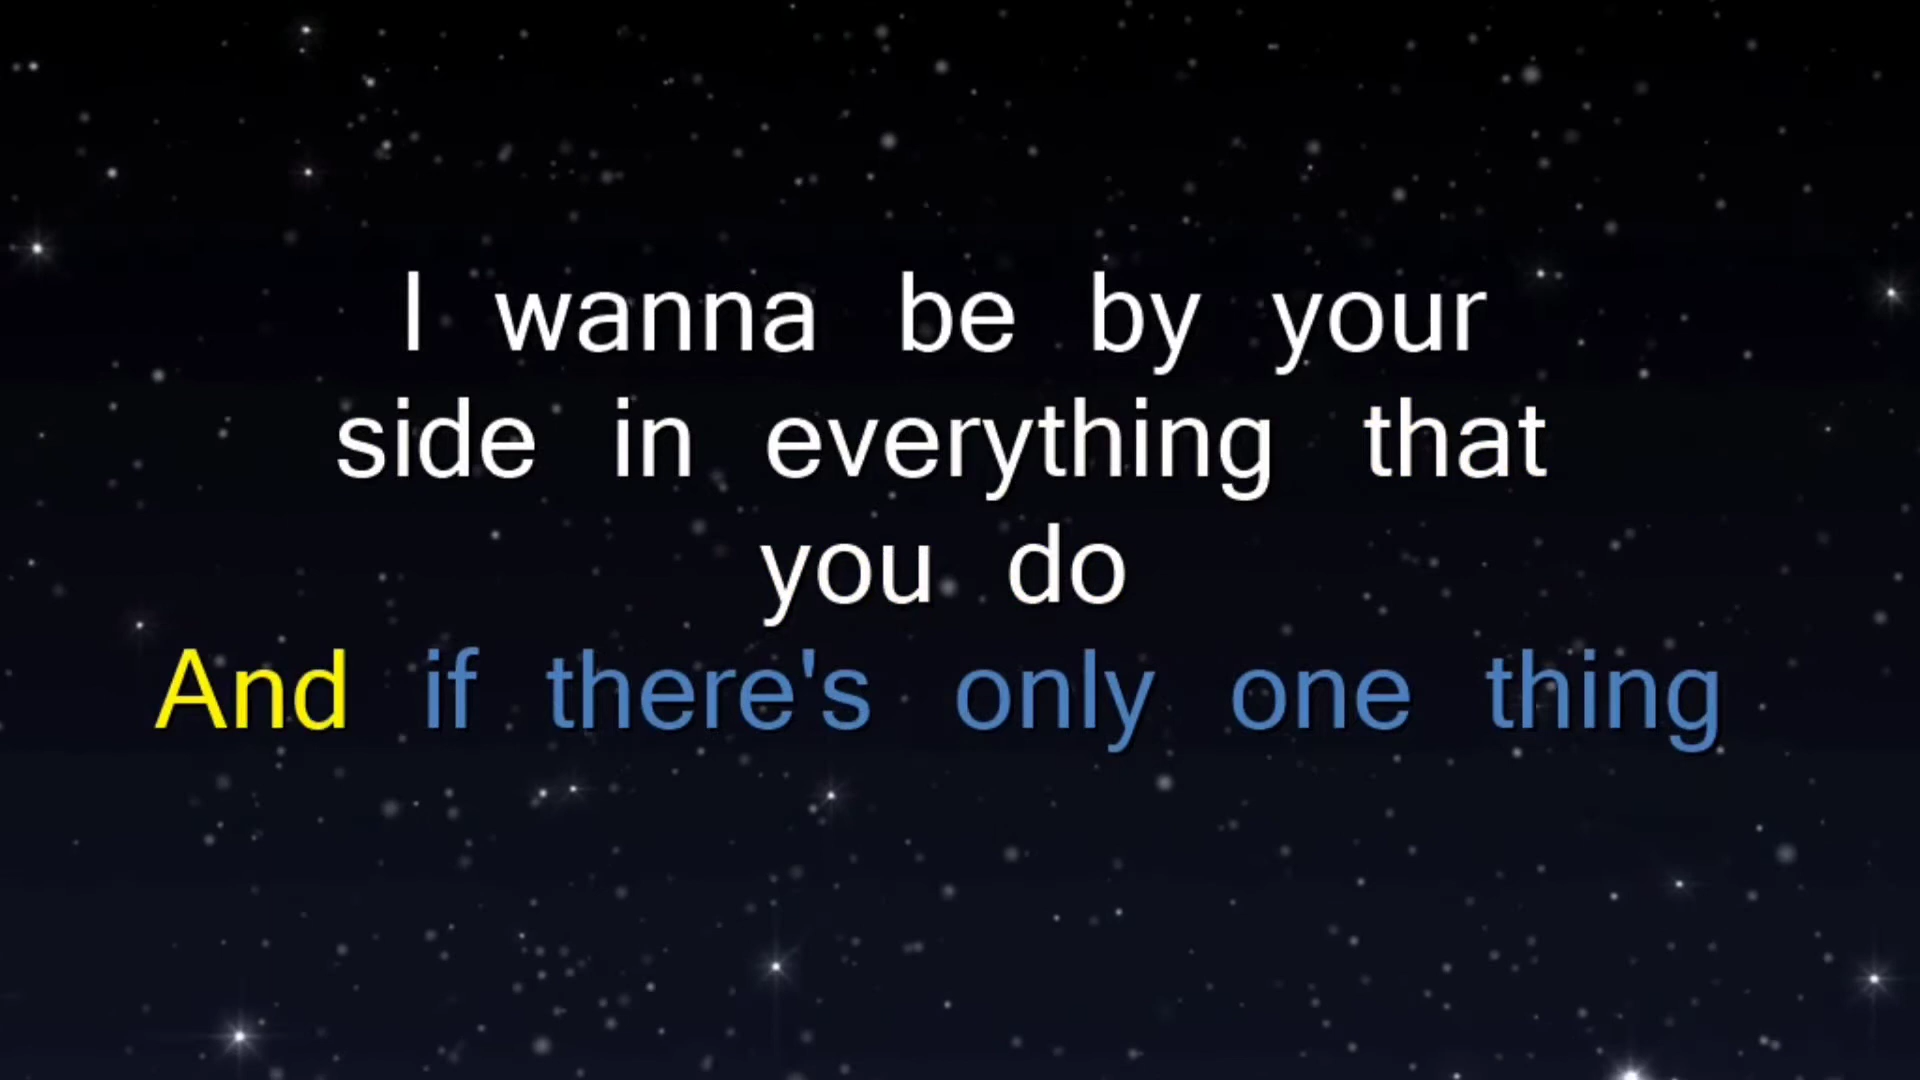 I wanna be by your
side in everything that
you do
And if there's only one thing